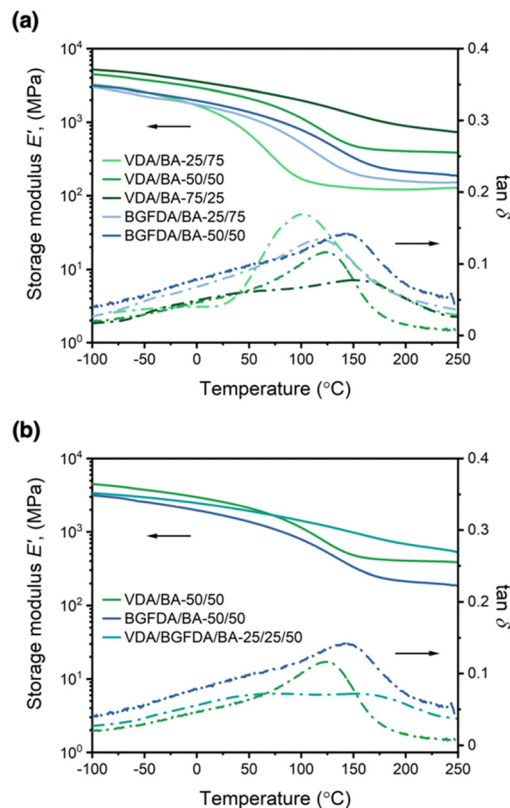 (a)
10⁴
10³
10²
10¹
10⁰
Storage modulus E′, (MPa)
0.4
0.3
0.2
0.1
0
tan δ
VDA/BA-25/75
VDA/BA-50/50
VDA/BA-75/25
BGFDA/BA-25/75
BGFDA/BA-50/50
-100 -50 0 50 100 150 200 250
Temperature (°C)
(b)
10⁴
10³
10²
10¹
10⁰
Storage modulus E′, (MPa)
0.4
0.3
0.2
0.1
0
tan δ
VDA/BA-50/50
BGFDA/BA-50/50
VDA/BGFDA/BA-25/25/50
-100 -50 0 50 100 150 200 250
Temperature (°C)